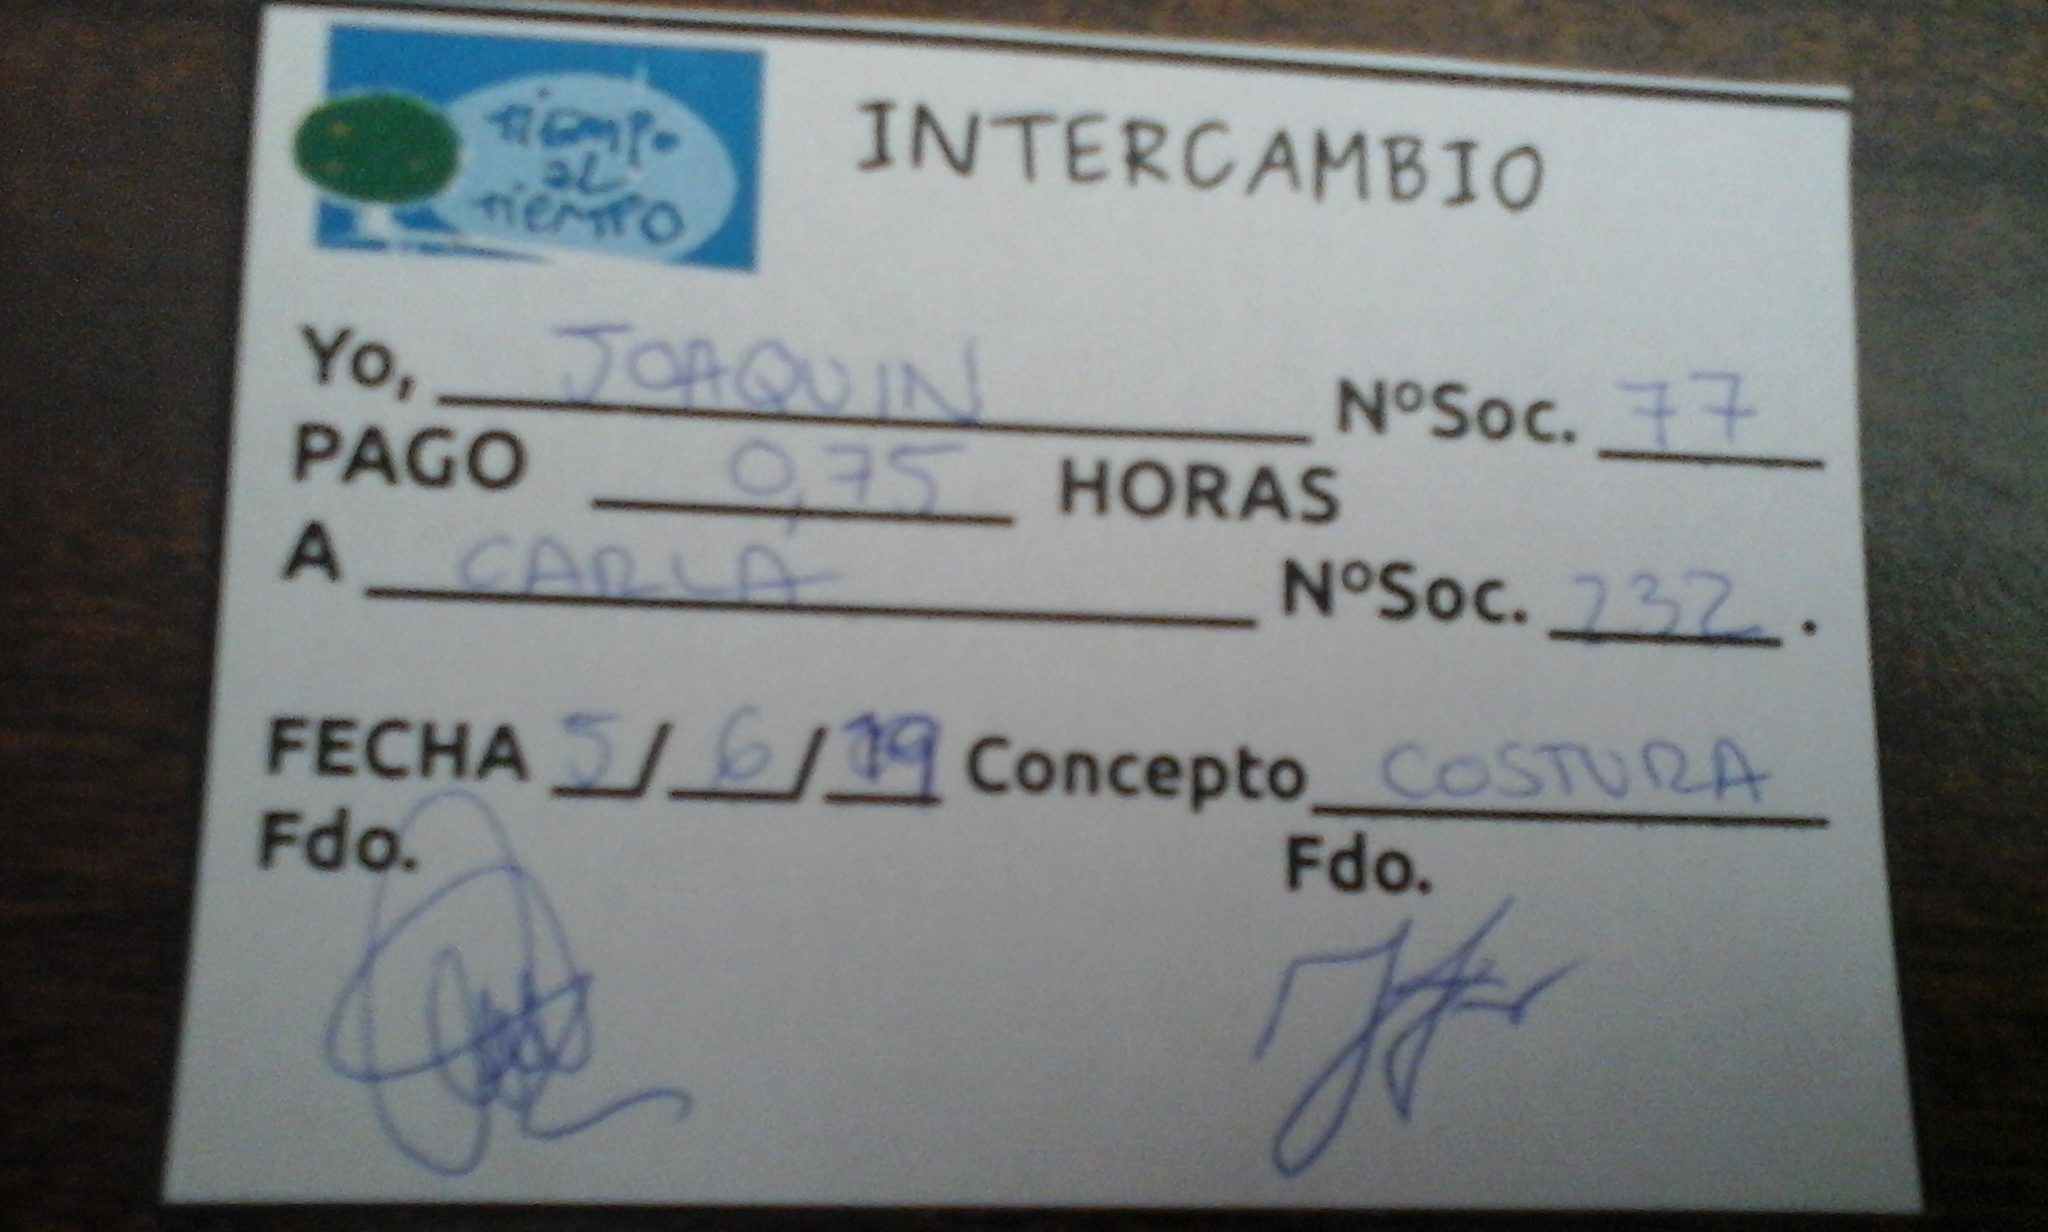 TIEMPO
AL
TIEMPO
INTERCAMBIO
Yo, JOAQUIN NºSoc. 77
PAGO 0,75 HORAS
A CARLA NºSoc. 232.
FECHA 5/6/19 Concepto COSTURA
Fdo. Fdo.